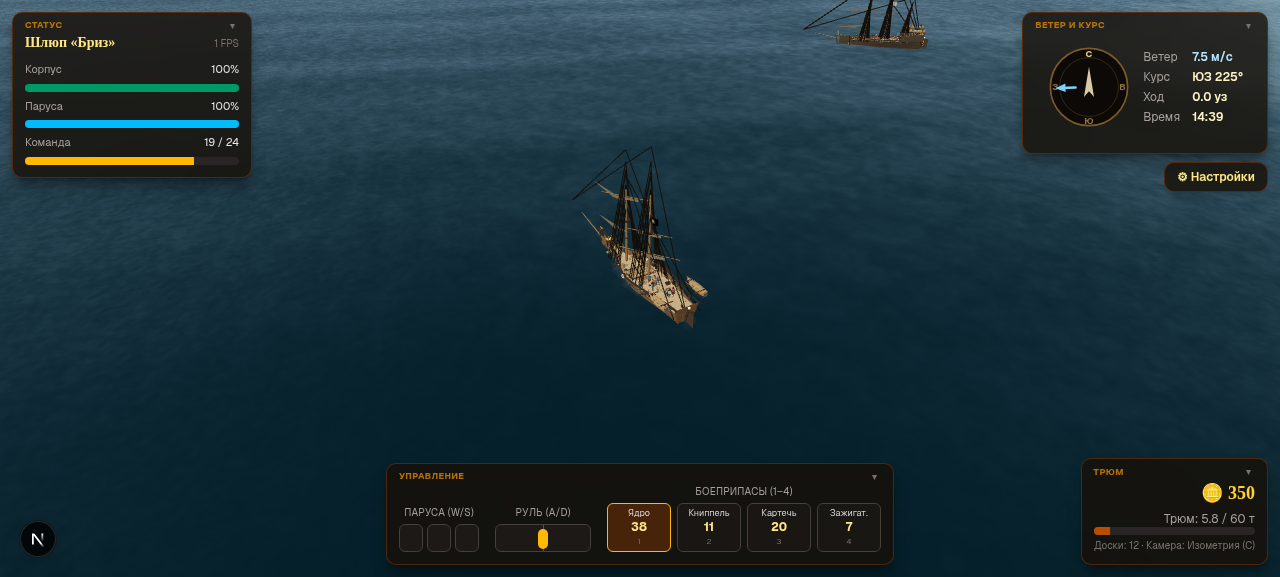 СТАТУС ▼
Шлюп «Бриз» 1 FPS
Корпус 100%
Паруса 100%
Команда 19 / 24
ВЕТЕР И КУРС ▼
С
З В
Ю
Ветер 7.5 м/с
Курс ЮЗ 225°
Ход 0.0 уз
Время 14:39
⚙ Настройки
УПРАВЛЕНИЕ ▼
ПАРУСА (W/S)
РУЛЬ (A/D)
БОЕПРИПАСЫ (1–4)
Ядро 38 1
Книппель 11 2
Картечь 20 3
Зажигат. 7 4
ТРЮМ ▼
350
Трюм: 5.8 / 60 т
Доски: 12 · Камера: Изометрия (C)
N